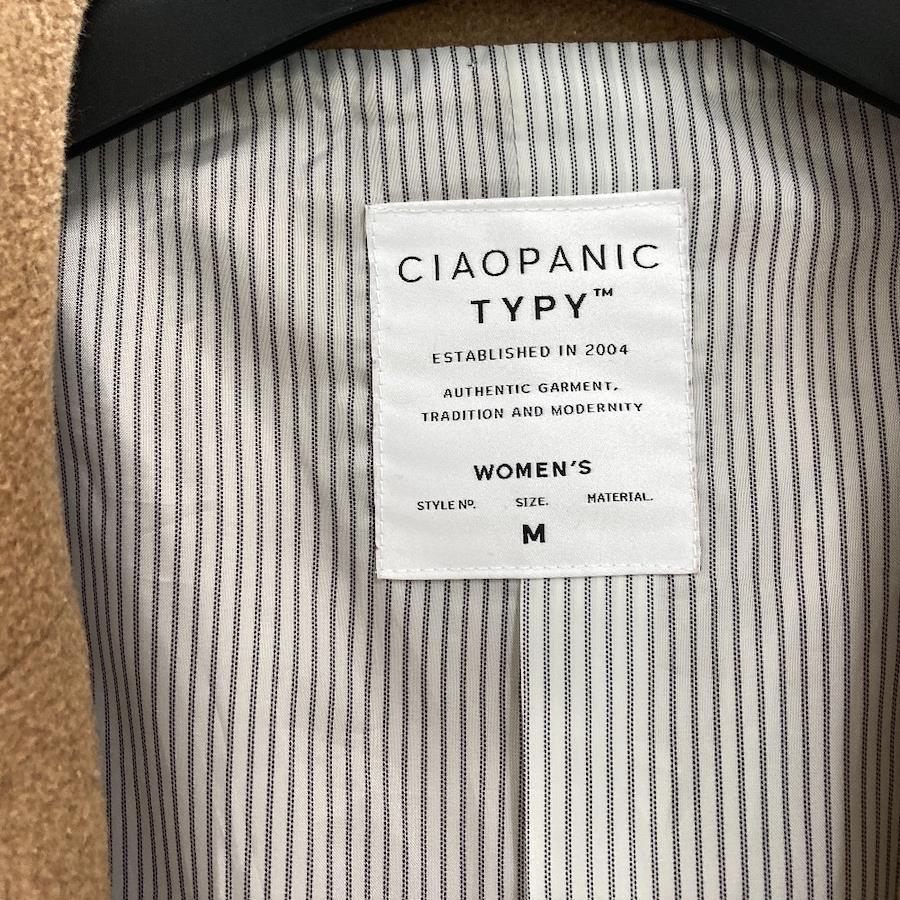 CIAOPANIC
TYPY™
ESTABLISHED IN 2004
AUTHENTIC GARMENT,
TRADITION AND MODERNITY
WOMEN'S
STYLE Nº. SIZE. MATERIAL.
M